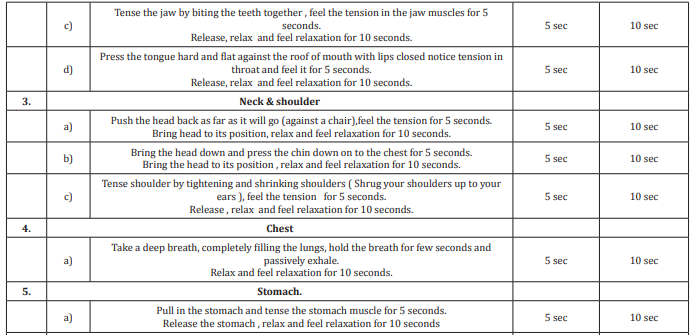 c) Tense the jaw by biting the teeth together , feel the tension in the jaw muscles for 5 5 sec 10 sec
seconds.
Release, relax and feel relaxation for 10 seconds.
d) Press the tongue hard and flat against the roof of mouth with lips closed notice tension in 5 sec 10 sec
throat and feel it for 5 seconds.
Release, relax and feel relaxation for 10 seconds.
3. Neck & shoulder
a) Push the head back as far as it will go (against a chair),feel the tension for 5 seconds. 5 sec 10 sec
Bring head to its position, relax and feel relaxation for 10 seconds.
b) Bring the head down and press the chin down on to the chest for 5 seconds. 5 sec 10 sec
Bring the head to its position , relax and feel relaxation for 10 seconds.
c) Tense shoulder by tightening and shrinking shoulders ( Shrug your shoulders up to your 5 sec 10 sec
ears ), feel the tension for 5 seconds.
Release , relax and feel relaxation for 10 seconds.
4. Chest
a) Take a deep breath, completely filling the lungs, hold the breath for few seconds and 5 sec 10 sec
passively exhale.
Relax and feel relaxation for 10 seconds.
5. Stomach.
a) Pull in the stomach and tense the stomach muscle for 5 seconds. 5 sec 10 sec
Release the stomach , relax and feel relaxation for 10 seconds